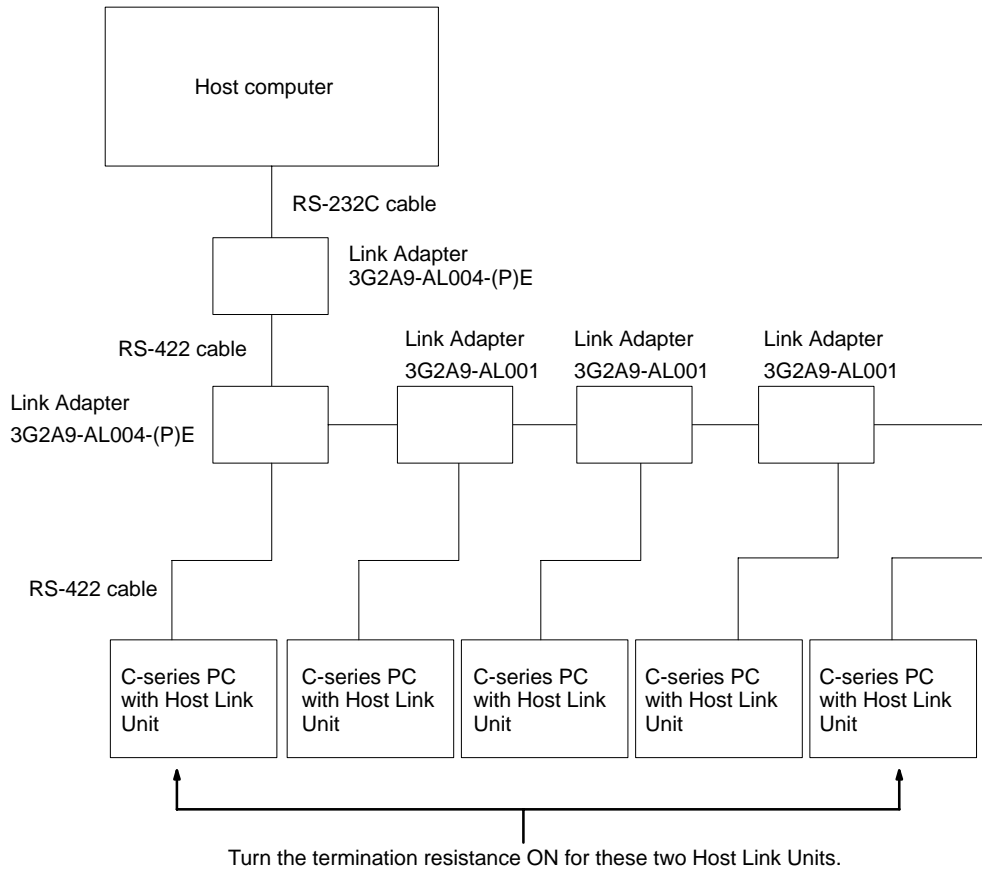 Host computer
RS-232C cable
Link Adapter
3G2A9-AL004-(P)E
RS-422 cable
Link Adapter
3G2A9-AL001
Link Adapter
3G2A9-AL001
Link Adapter
3G2A9-AL001
Link Adapter
3G2A9-AL004-(P)E
RS-422 cable
C-series PC
with Host Link
Unit
C-series PC
with Host Link
Unit
C-series PC
with Host Link
Unit
C-series PC
with Host Link
Unit
C-series PC
with Host Link
Unit
Turn the termination resistance ON for these two Host Link Units.